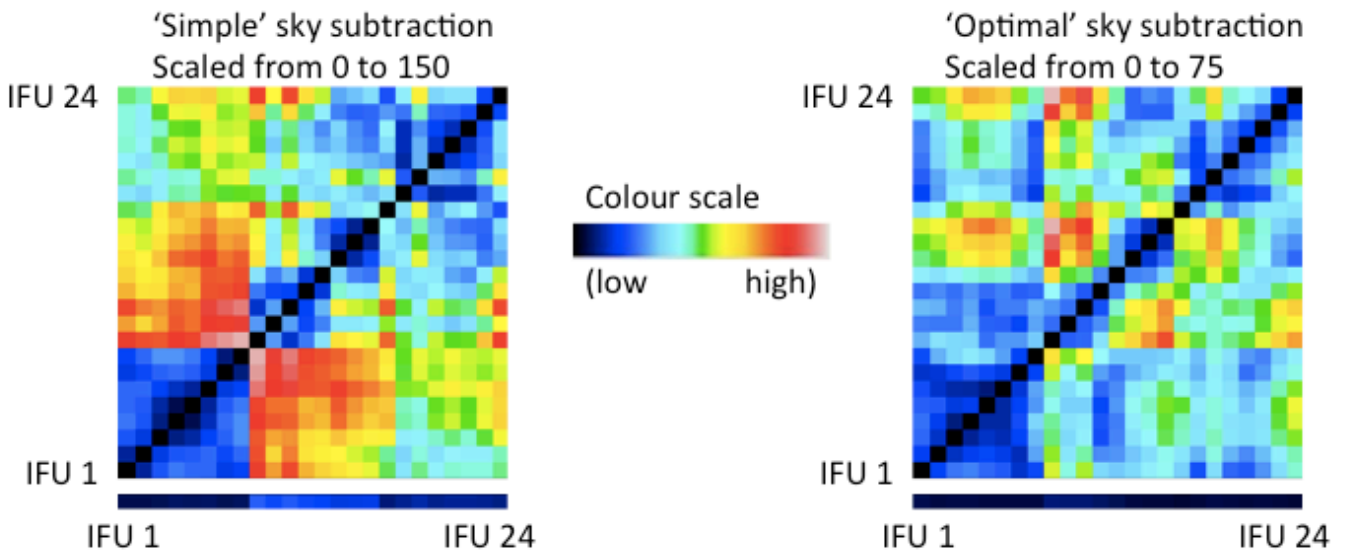 ‘Simple’ sky subtraction
Scaled from 0 to 150
IFU 24
IFU 1
IFU 1
IFU 24
Colour scale
(low high)
‘Optimal’ sky subtraction
Scaled from 0 to 75
IFU 24
IFU 1
IFU 1
IFU 24